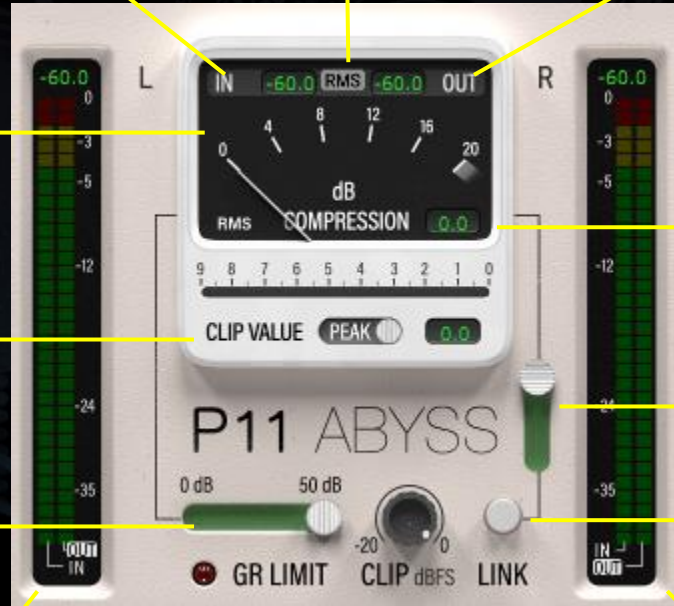 -60.0 L IN -60.0 RMS -60.0 OUT R -60.0
0 0
4 8 12 16
-3 -3
0 20
-5 -5
dB
RMS COMPRESSION 0.0
-12 9 8 7 6 5 4 3 2 1 0 -12
CLIP VALUE PEAK 0.0
-24 -24
P11 ABYSS
-35 0 dB 50 dB -35
OUT -20 0 IN
IN OUT
GR LIMIT CLIP dBFS LINK